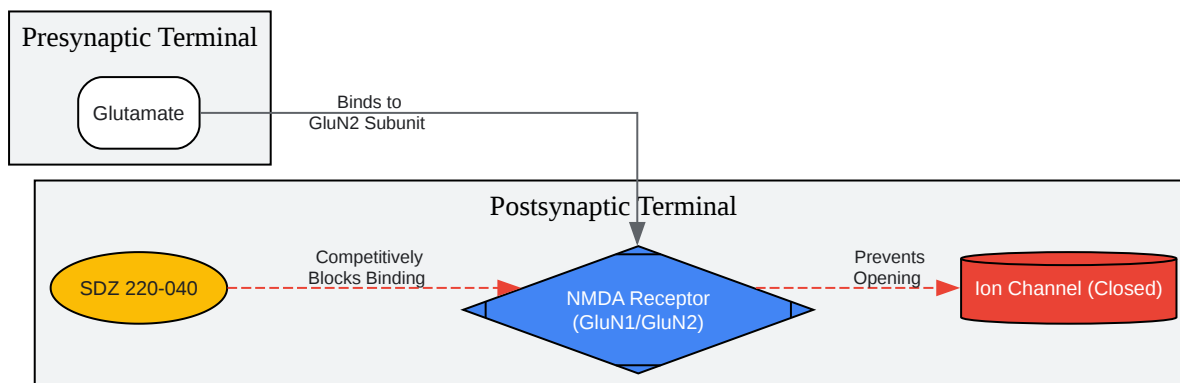 Presynaptic Terminal
Glutamate
Binds to
GluN2 Subunit
Postsynaptic Terminal
SDZ 220-040
Competitively
Blocks Binding
NMDA Receptor
(GluN1/GluN2)
Prevents
Opening
Ion Channel (Closed)